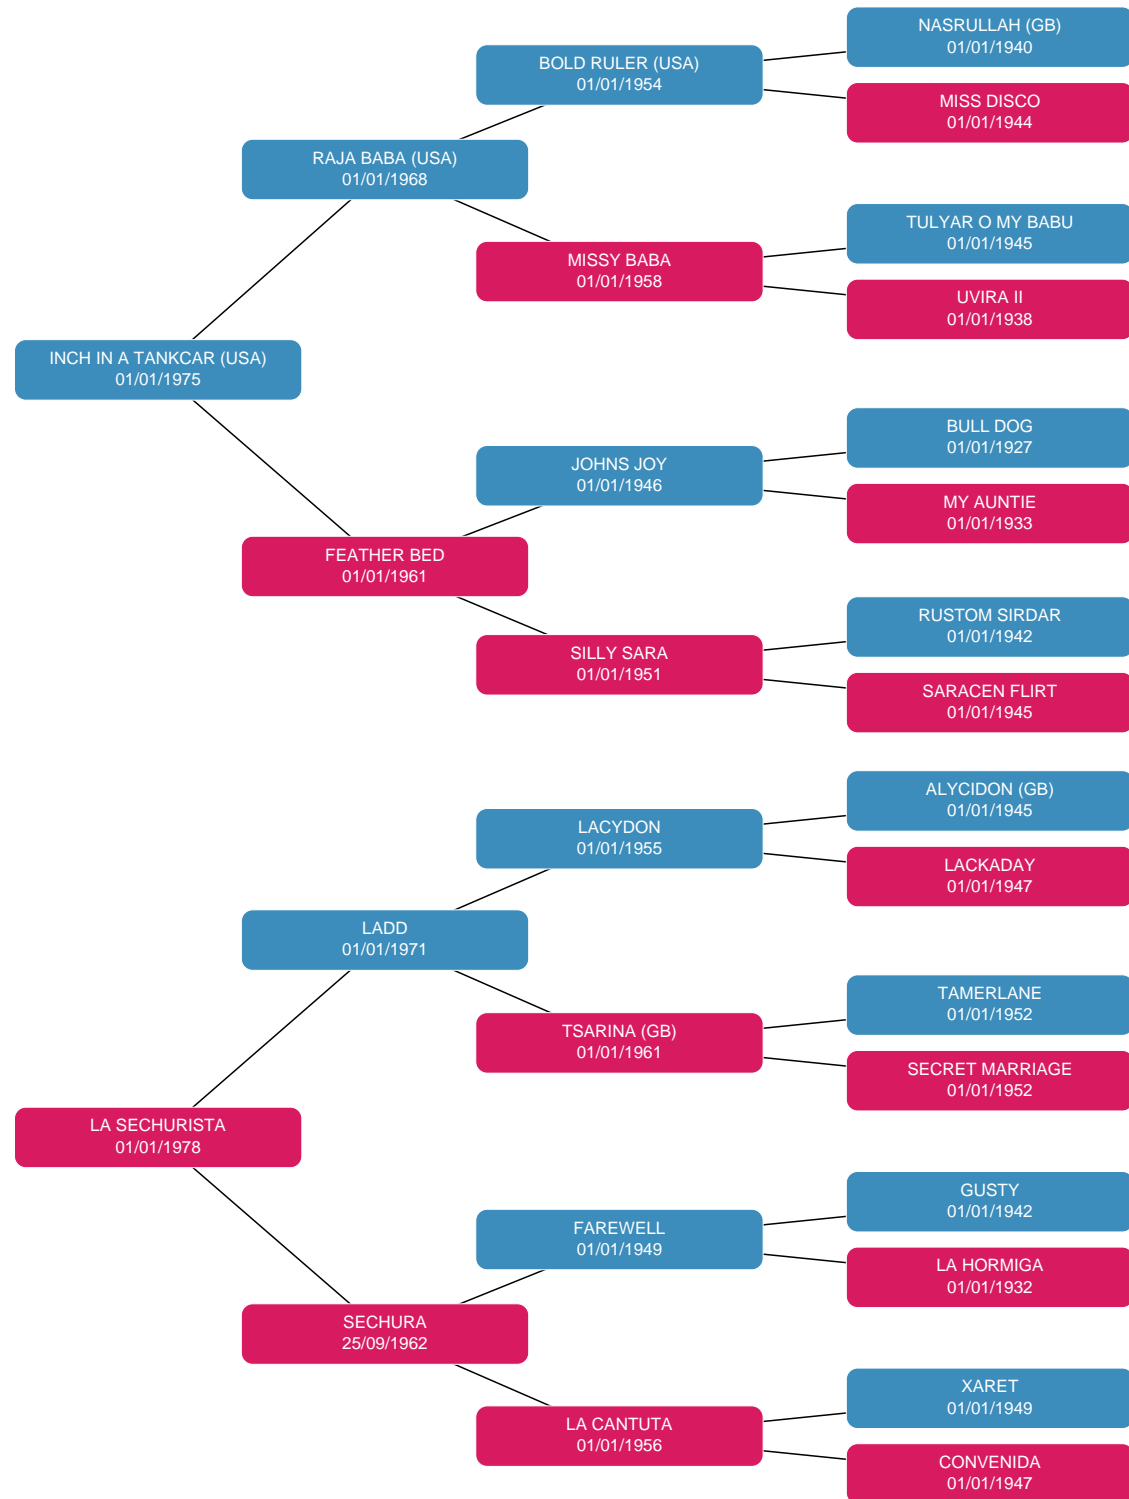 NASRULLAH (GB)
01/01/1940
BOLD RULER (USA)
01/01/1954
MISS DISCO
01/01/1944
RAJA BABA (USA)
01/01/1968
TULYAR O MY BABU
01/01/1945
MISSY BABA
01/01/1958
UVIRA II
01/01/1938
INCH IN A TANKCAR (USA)
01/01/1975
BULL DOG
01/01/1927
JOHNS JOY
01/01/1946
MY AUNTIE
01/01/1933
FEATHER BED
01/01/1961
RUSTOM SIRDAR
01/01/1942
SILLY SARA
01/01/1951
SARACEN FLIRT
01/01/1945
ALYCIDON (GB)
01/01/1945
LACYDON
01/01/1955
LACKADAY
01/01/1947
LADD
01/01/1971
TAMERLANE
01/01/1952
TSARINA (GB)
01/01/1961
SECRET MARRIAGE
01/01/1952
LA SECHURISTA
01/01/1978
GUSTY
01/01/1942
FAREWELL
01/01/1949
LA HORMIGA
01/01/1932
SECHURA
25/09/1962
XARET
01/01/1949
LA CANTUTA
01/01/1956
CONVENIDA
01/01/1947